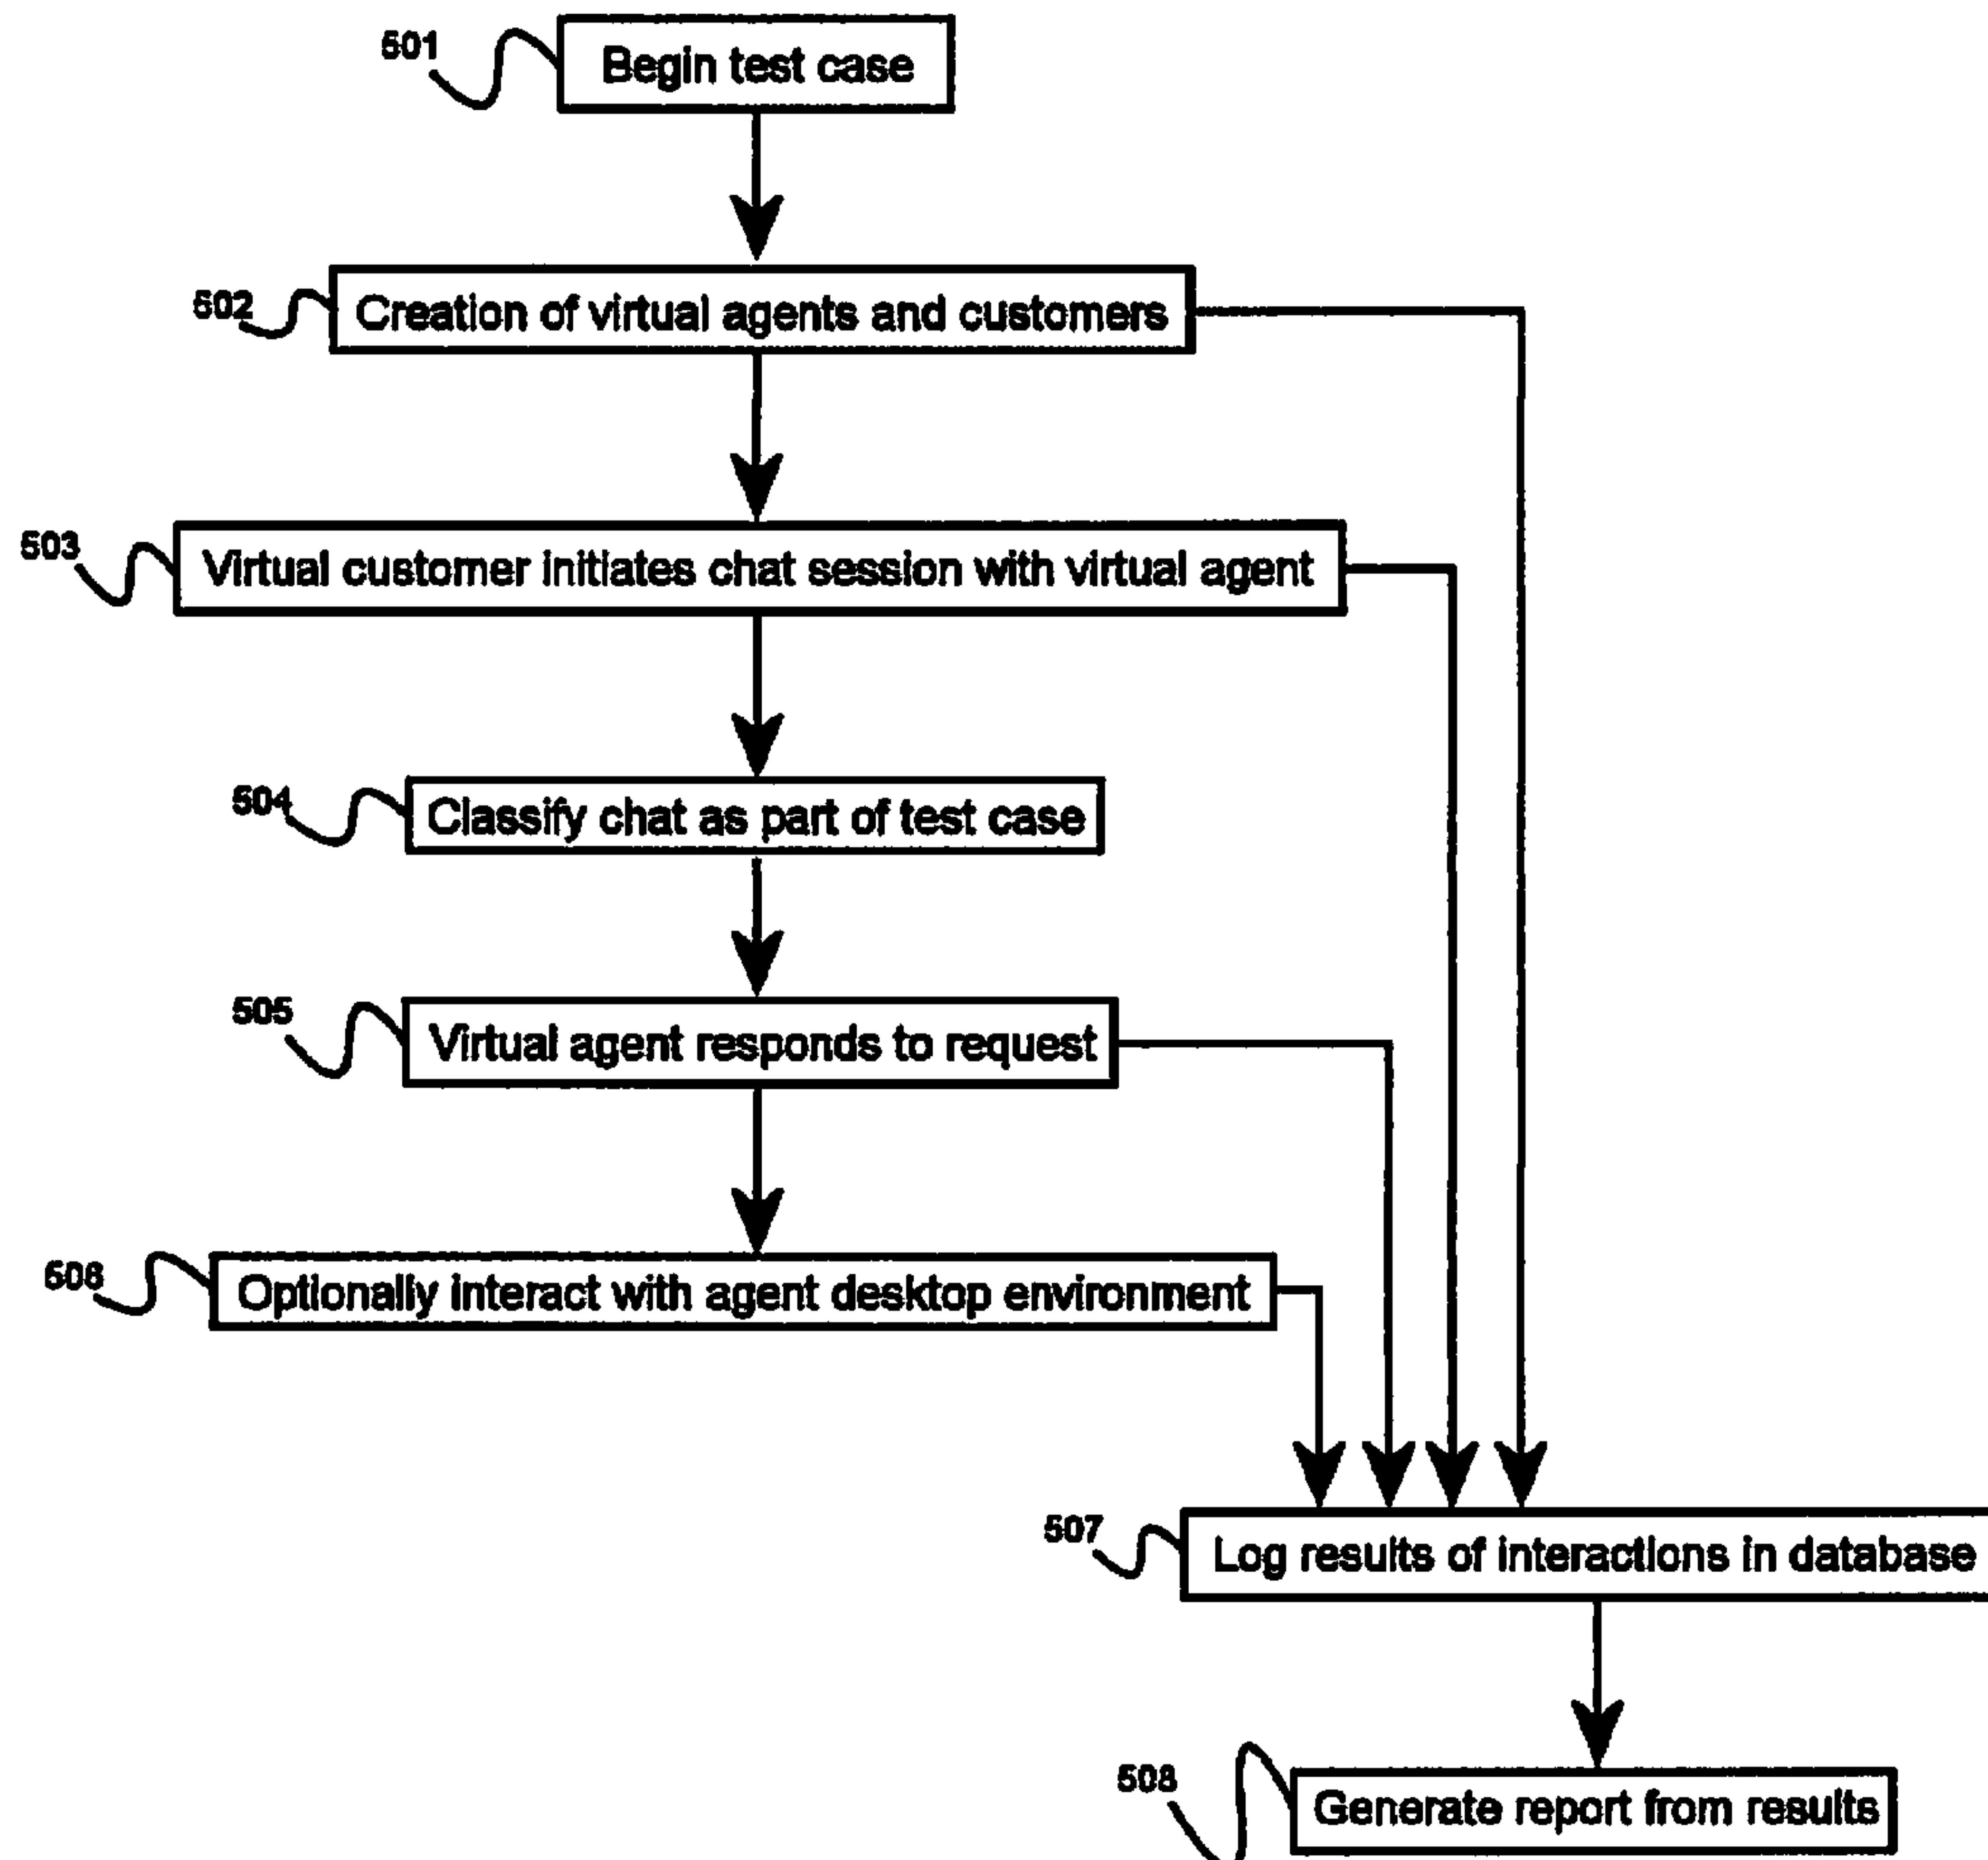 501
Begin test case
502
Creation of virtual agents and customers
503
Virtual customer initiates chat session with virtual agent
504
Classify chat as part of test case
505
Virtual agent responds to request
506
Optionally interact with agent desktop environment
507
Log results of interactions in database
508
Generate report from results